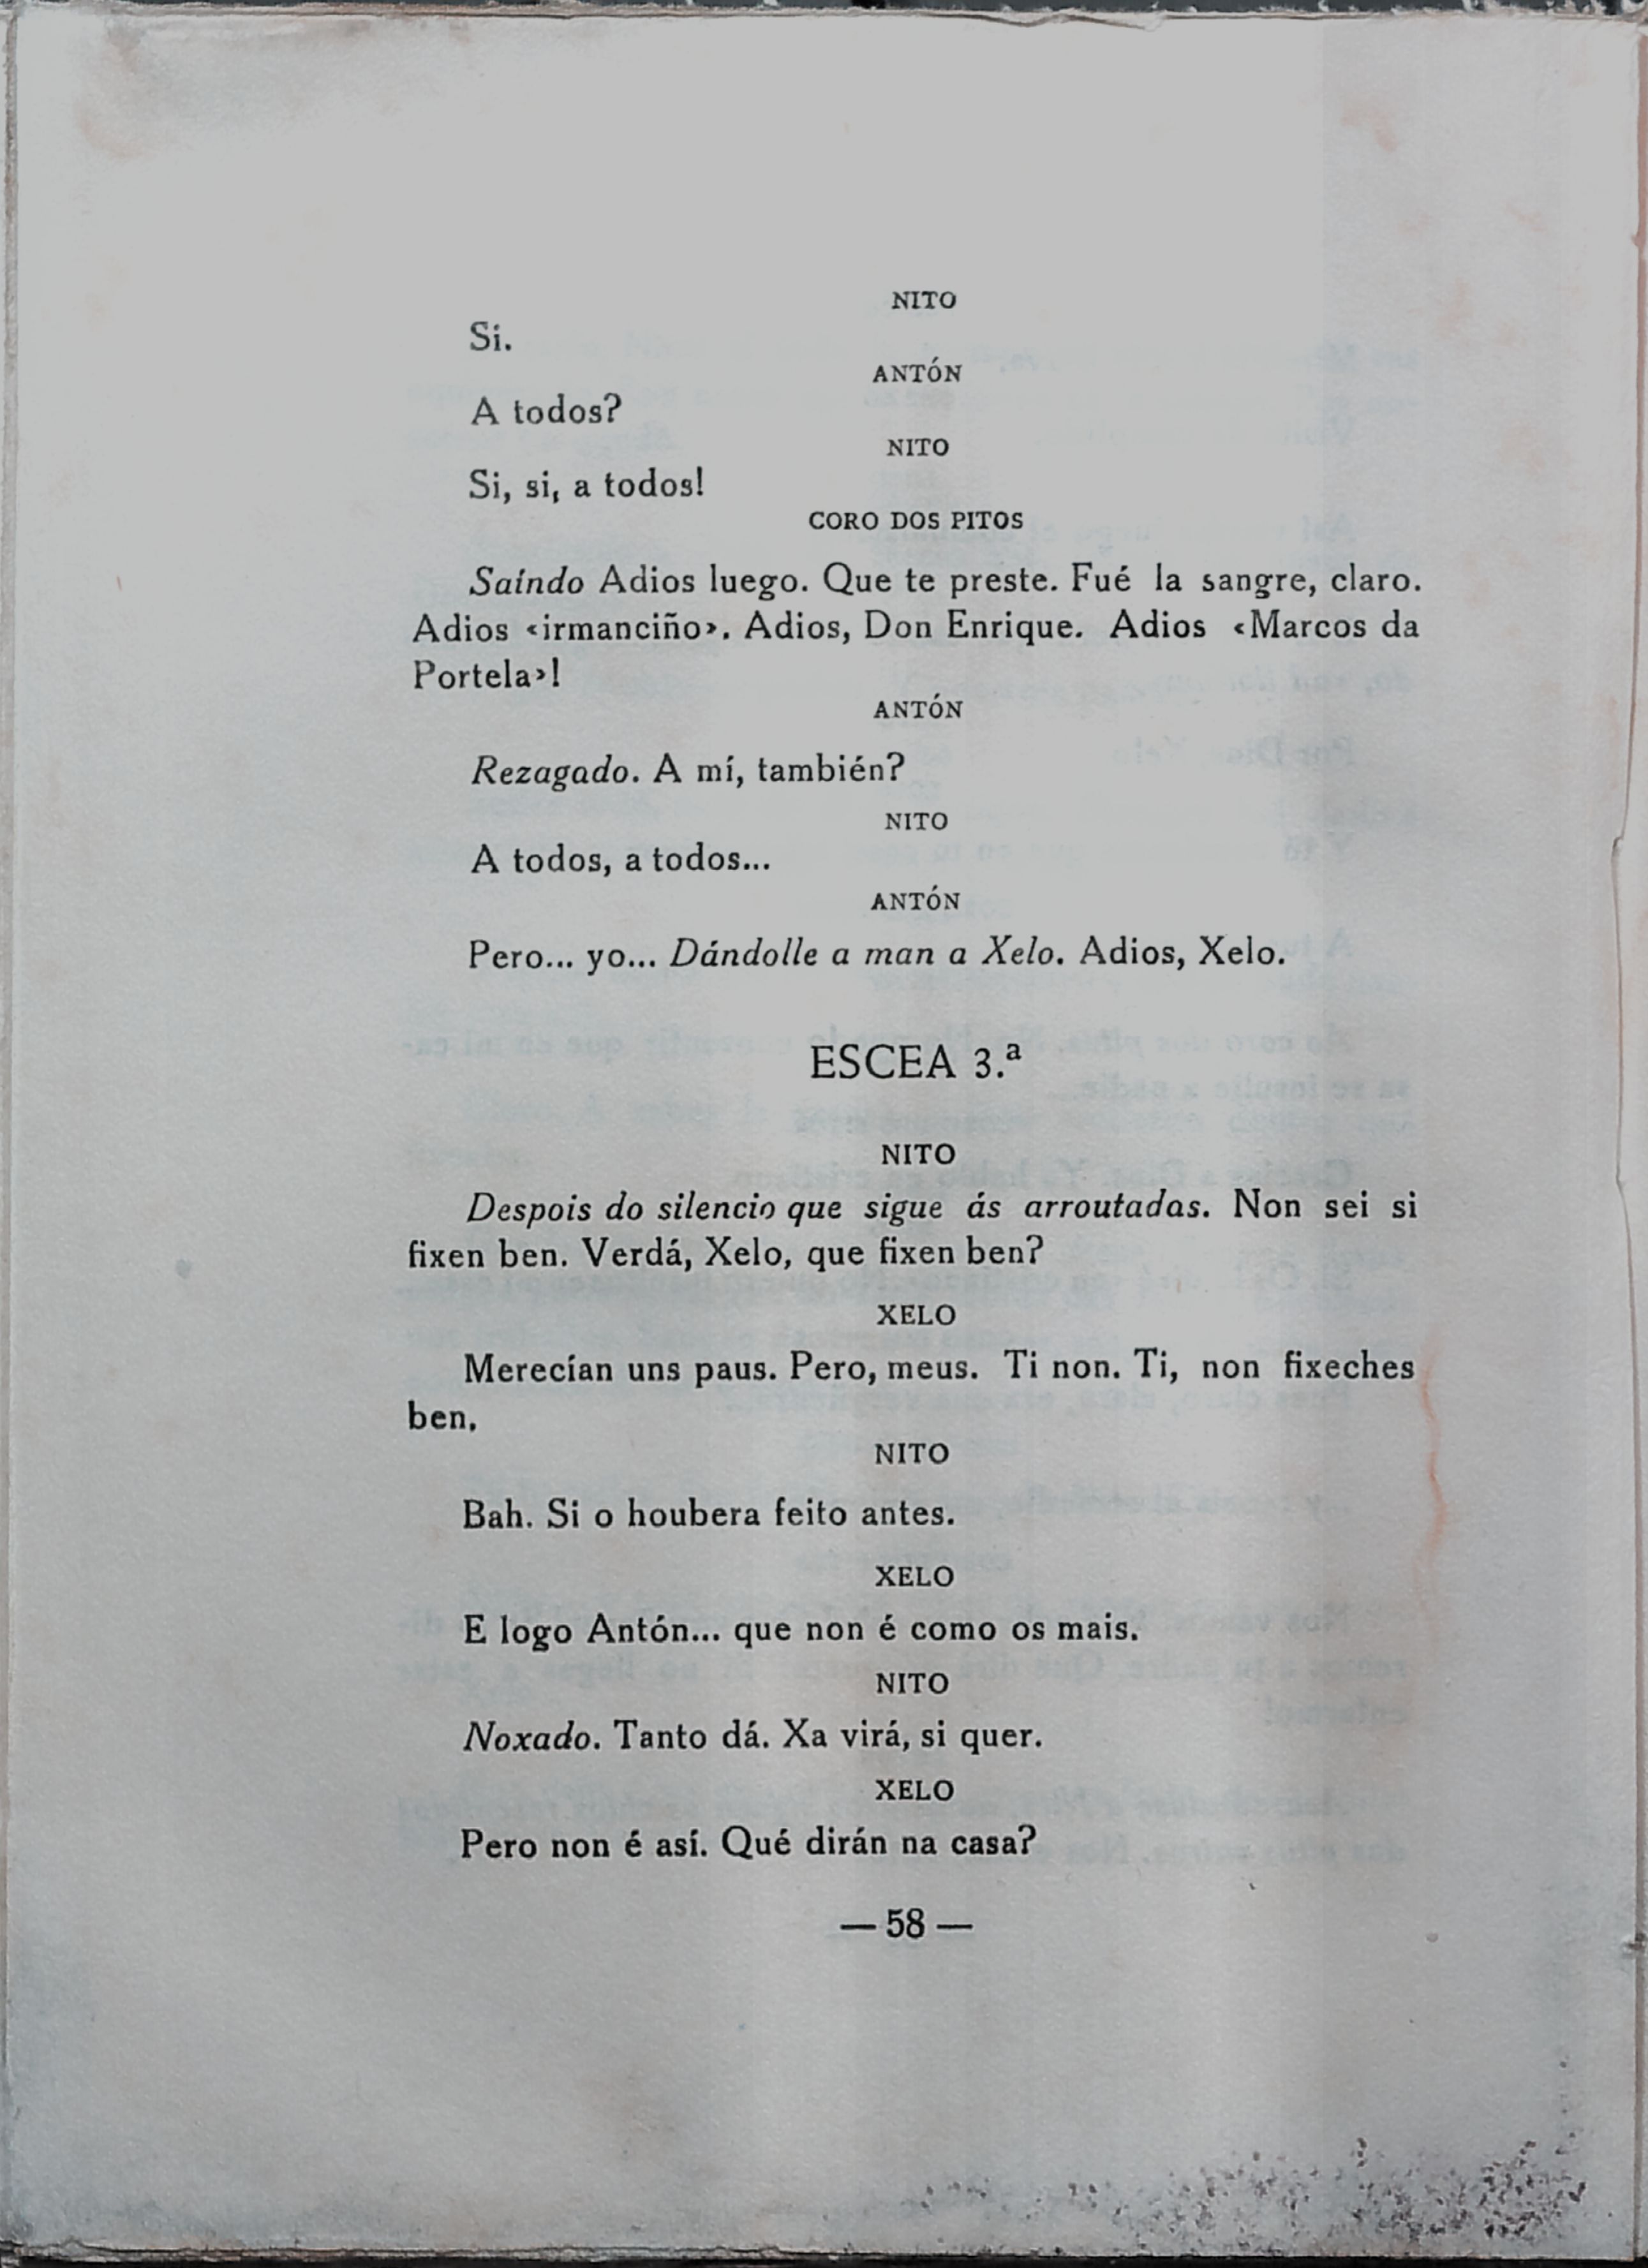 NITO
Si.
ANTÓN
A todos?
NITO
Si, si, a todos!
CORO DOS PITOS
Saíndo Adios luego. Que te preste. Fué la sangre, claro.
Adios ‹irmanciño›. Adios, Don Enrique. Adios ‹Marcos da
Portela›!
ANTÓN
Rezagado. A mí, también?
NITO
A todos, a todos...
ANTÓN
Pero... yo... Dándolle a man a Xelo. Adios, Xelo.
ESCEA 3.ª
NITO
Despois do silencio que sigue ás arroutadas. Non sei si
fixen ben. Verdá, Xelo, que fixen ben?
XELO
Merecían uns paus. Pero, meus. Ti non. Ti, non fixeches
ben.
NITO
Bah. Si o houbera feito antes.
XELO
E logo Antón... que non é como os mais.
NITO
Noxado. Tanto dá. Xa virá, si quer.
XELO
Pero non é así. Qué dirán na casa?
— 58 —